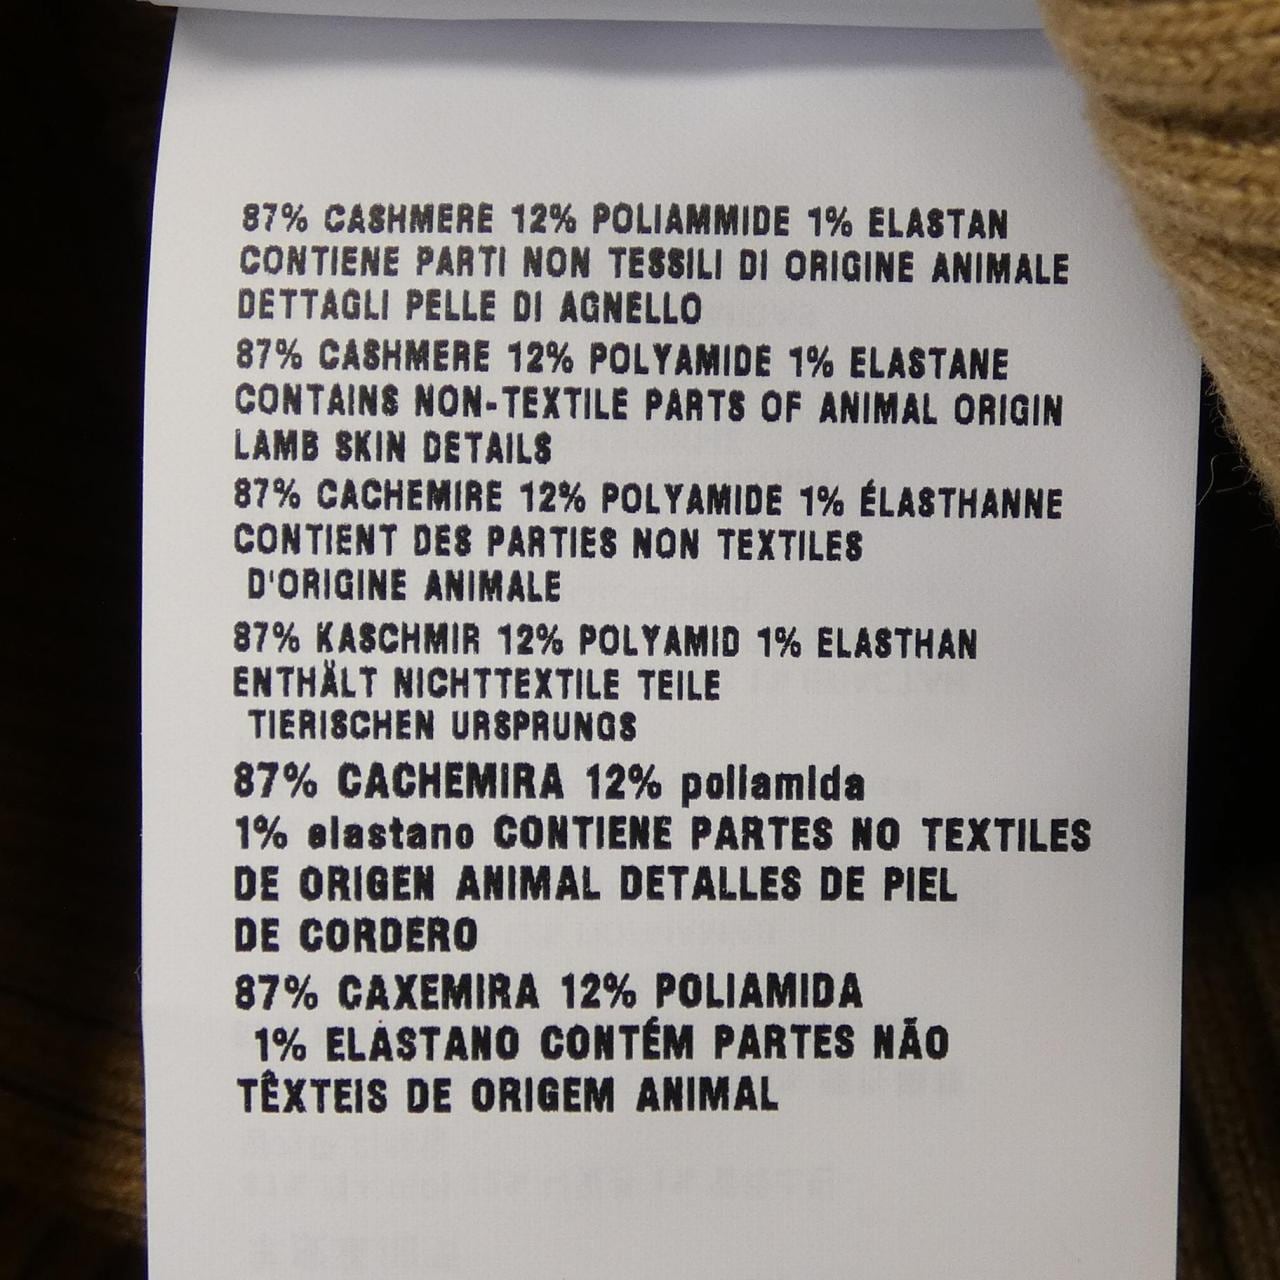 87% CASHMERE 12% POLIAMMIDE 1% ELASTAN
CONTIENE PARTI NON TESSILI DI ORIGINE ANIMALE
DETTAGLI PELLE DI AGNELLO
87% CASHMERE 12% POLYAMIDE 1% ELASTANE
CONTAINS NON-TEXTILE PARTS OF ANIMAL ORIGIN
LAMB SKIN DETAILS
87% CACHEMIRE 12% POLYAMIDE 1% ÉLASTHANNE
CONTIENT DES PARTIES NON TEXTILES
D'ORIGINE ANIMALE
87% KASCHMIR 12% POLYAMID 1% ELASTHAN
ENTHÄLT NICHTTEXTILE TEILE
TIERISCHEN URSPRUNGS
87% CACHEMIRA 12% poliamida
1% elastano CONTIENE PARTES NO TEXTILES
DE ORIGEN ANIMAL DETALLES DE PIEL
DE CORDERO
87% CAXEMIRA 12% POLIAMIDA
1% ELASTANO CONTÉM PARTES NÃO
TÊXTEIS DE ORIGEM ANIMAL